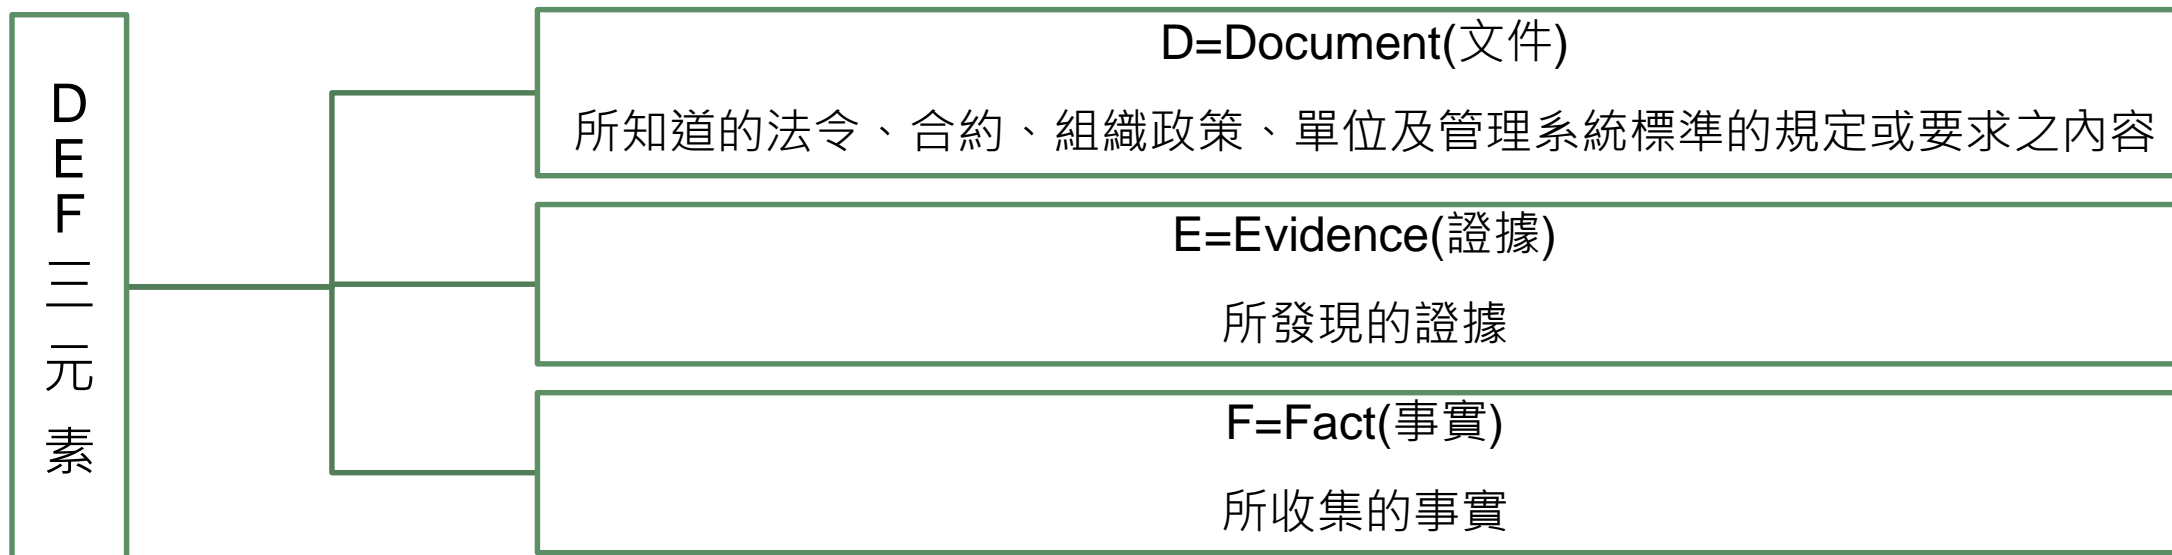 DEF三元素
D=Document(文件)
所知道的法令、合約、組織政策、單位及管理系統標準的規定或要求之內容
E=Evidence(證據)
所發現的證據
F=Fact(事實)
所收集的事實